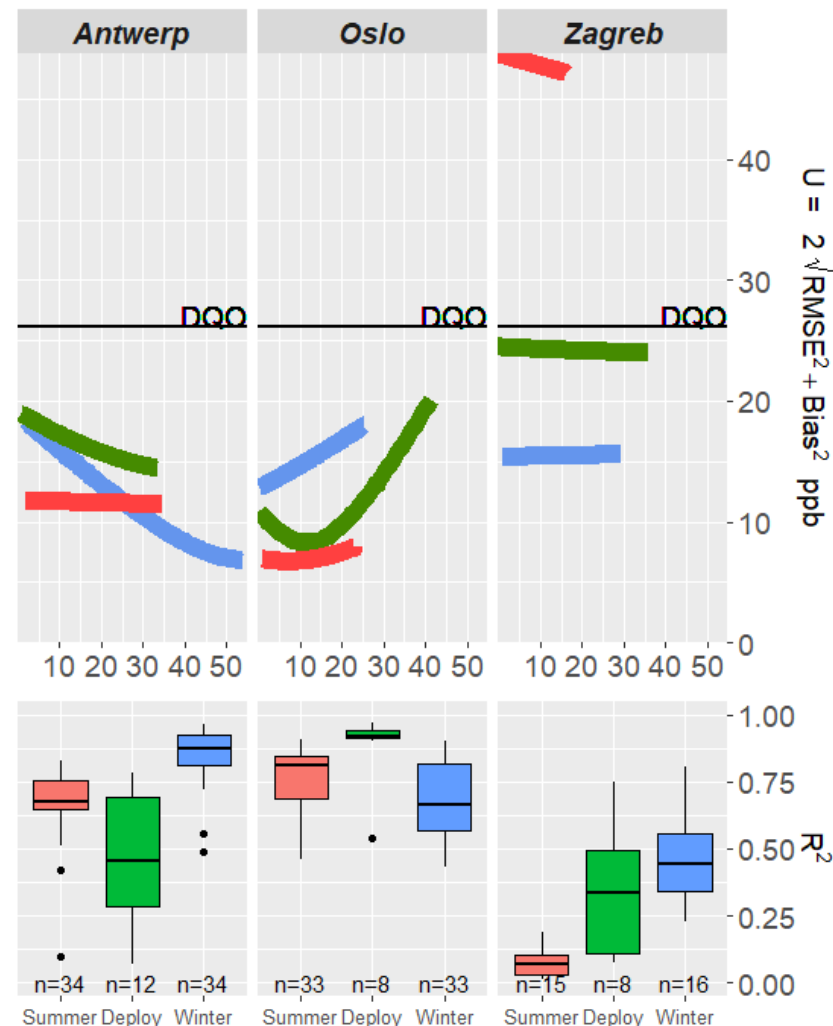 Antwerp Oslo Zagreb
40
U = 2 √RMSE² + Bias² ppb
30
DQO DQO DQO
20
10
0
10 20 30 40 50 10 20 30 40 50 10 20 30 40 50
1.00
0.75
0.50
R²
0.25
0.00
n=34 n=12 n=34 n=33 n=8 n=33 n=15 n=8 n=16
Summer Deploy Winter Summer Deploy Winter Summer Deploy Winter